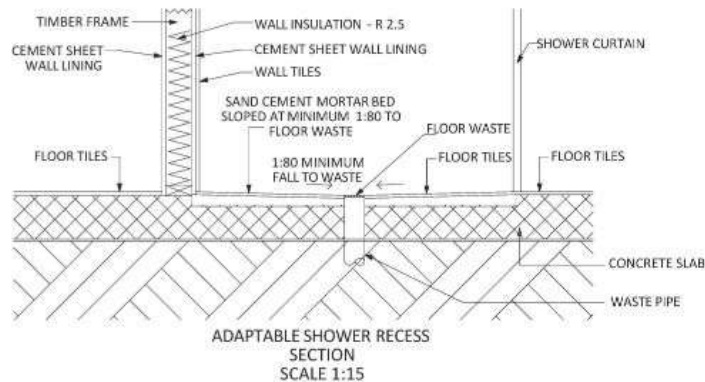 TIMBER FRAME
WALL INSULATION - R 2.5
CEMENT SHEET
WALL LINING
CEMENT SHEET WALL LINING
SHOWER CURTAIN
WALL TILES
SAND CEMENT MORTAR BED
SLOPED AT MINIMUM 1:80 TO
FLOOR WASTE
FLOOR WASTE
FLOOR TILES
1:80 MINIMUM
FALL TO WASTE
FLOOR TILES
FLOOR TILES
CONCRETE SLAB
WASTE PIPE
ADAPTABLE SHOWER RECESS
SECTION
SCALE 1:15